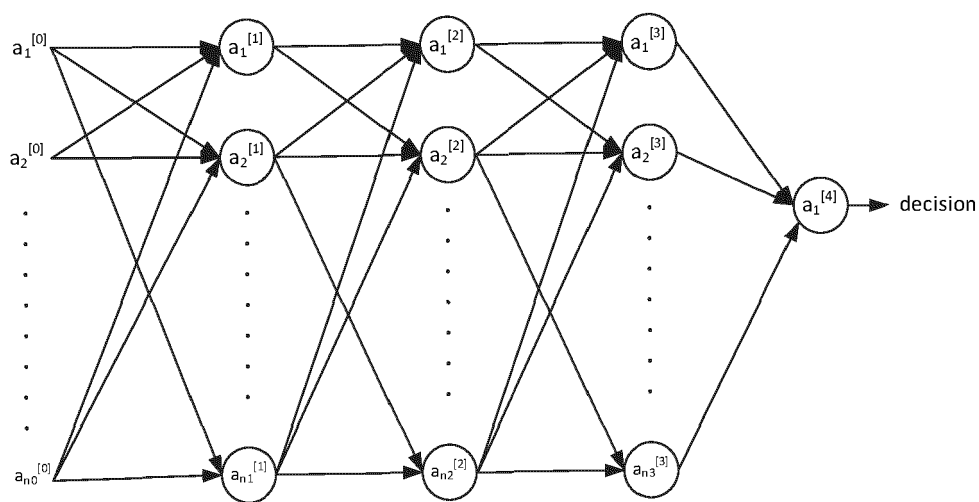 a₁[0] a₁[1] a₁[2] a₁[3]
a₂[0] a₂[1] a₂[2] a₂[3]
a₁[4] decision
aₙ₀[0] aₙ₁[1] aₙ₂[2] aₙ₃[3]